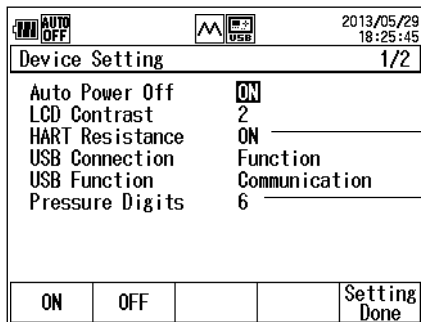 AUTO OFF USB 2013/05/29 18:25:45
Device Setting 1/2
Auto Power Off ON
LCD Contrast 2
HART Resistance ON
USB Connection Function
USB Function Communication
Pressure Digits 6
ON OFF Setting Done